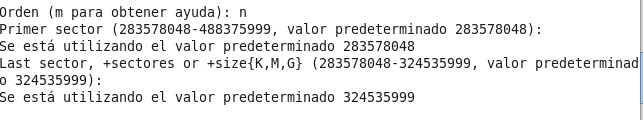 Orden (m para obtener ayuda): n
Primer sector (283578048-488375999, valor predeterminado 283578048):
Se está utilizando el valor predeterminado 283578048
Last sector, +sectores or +size{K,M,G} (283578048-324535999, valor predeterminad
o 324535999):
Se está utilizando el valor predeterminado 324535999